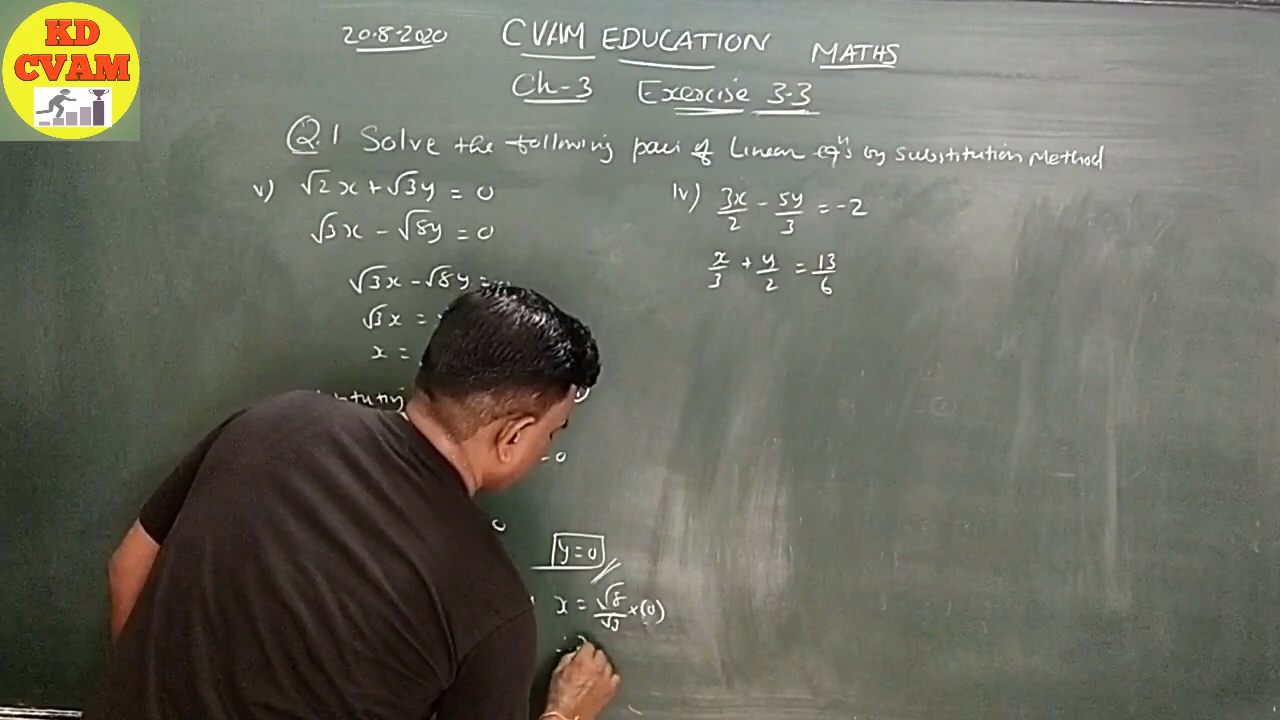 KD
CVAM
20.8.2020 CVAM EDUCATION MATHS
Ch-3 Exercise 3.3
Q.1 Solve the following pair of Linear eqⁿ's by substitution Method
v) √2x + √3y = 0
√3x - √8y = 0
√3x - √8y =
√3x =
x =
- 0
0
y = 0
x = √8/√3 × (0)
iv) 3x/2 - 5y/3 = -2
x/3 + y/2 = 13/6